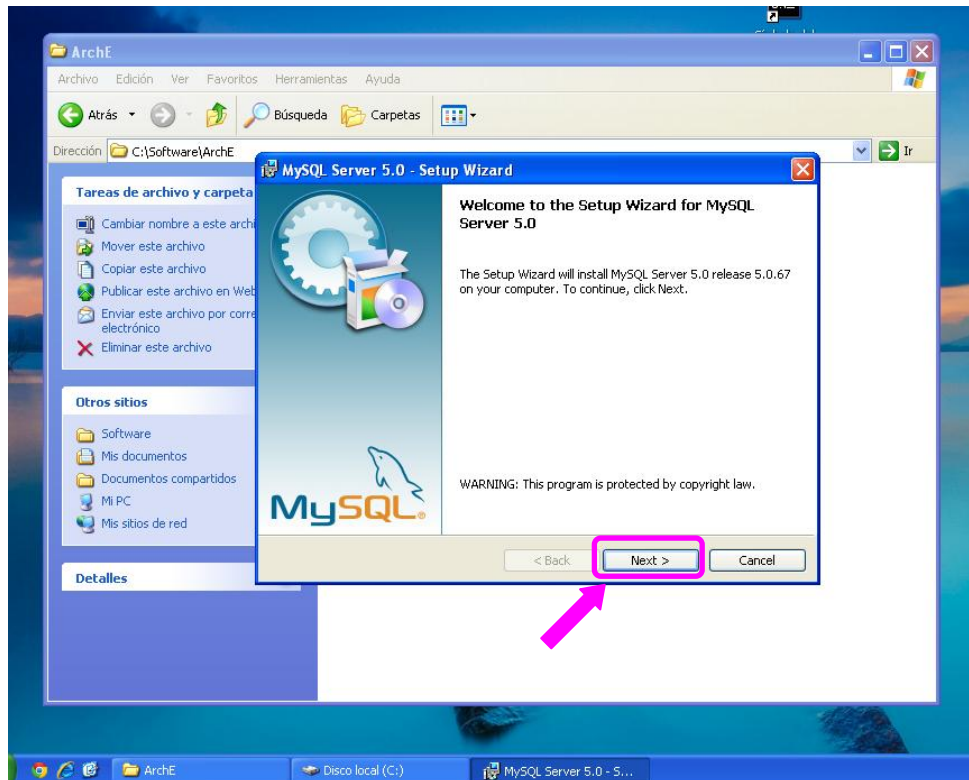 ArchE
Archivo Edición Ver Favoritos Herramientas Ayuda
Atrás Búsqueda Carpetas
Dirección C:\Software\ArchE Ir
MySQL Server 5.0 - Setup Wizard
Tareas de archivo y carpeta
Cambiar nombre a este archi
Mover este archivo
Copiar este archivo
Publicar este archivo en Web
Enviar este archivo por corre
electrónico
Eliminar este archivo
Otros sitios
Software
Mis documentos
Documentos compartidos
Mi PC
Mis sitios de red
Detalles
Welcome to the Setup Wizard for MySQL
Server 5.0
The Setup Wizard will install MySQL Server 5.0 release 5.0.67
on your computer. To continue, click Next.
WARNING: This program is protected by copyright law.
MySQL®
< Back Next > Cancel
ArchE Disco local (C:) MySQL Server 5.0 - S...